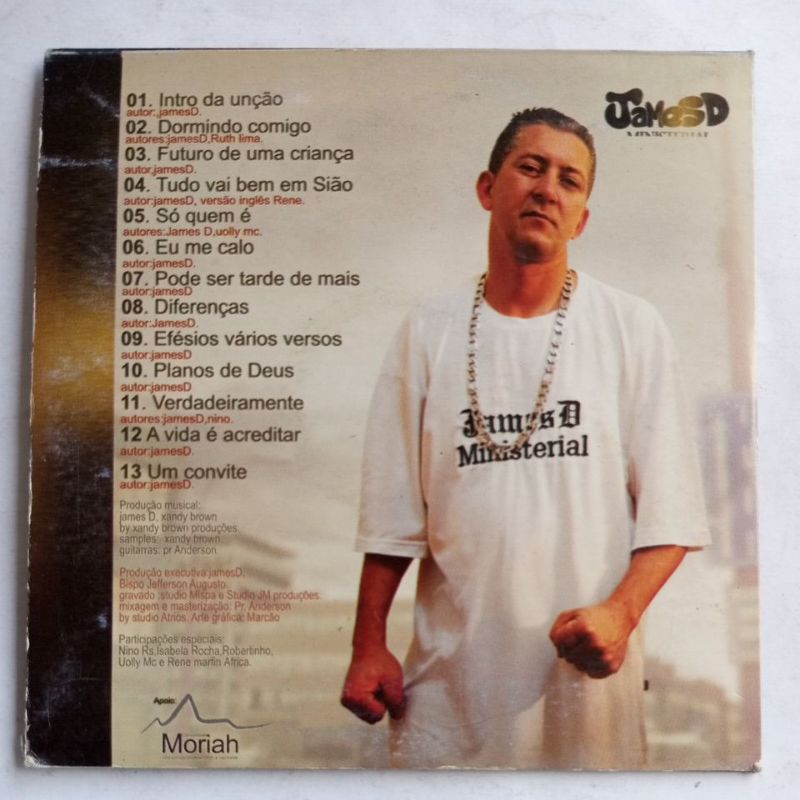 01. Intro da unção
autor:,jamesD.
02. Dormindo comigo
autores:jamesD,Ruth lima.
03. Futuro de uma criança
autor,jamesD.
04. Tudo vai bem em Sião
autor:jamesD, versão inglês Rene.
05. Só quem é
autores:James D,uolly mc.
06. Eu me calo
autor:jamesD.
07. Pode ser tarde de mais
autor:jamesD
08. Diferenças
autor:JamesD.
09. Efésios vários versos
autor:jamesD
10. Planos de Deus
autor:jamesD
11. Verdadeiramente
autores:jamesD,nino.
12 A vida é acreditar
autor:jamesD.
13 Um convite
autor:jamesD.
Produção musical:
james D, xandy brown
by xandy brown produções.
samples: xandy brown.
guitarras: pr Anderson
Produção executiva:jamesD,
Bispo Jefferson Augusto.
gravado :studio Mispa e Studio JM produções.
mixagem e masterização: Pr. Anderson
by studio Atrios. Arte gráfica: Marcão
Participações especiais:
Nino Rs,Isabela Rocha,Robertinho,
Uolly Mc e Rene martin Africa.
Apoio:
Moriah
JamesD
MINISTERIAL
JamesD
Ministerial